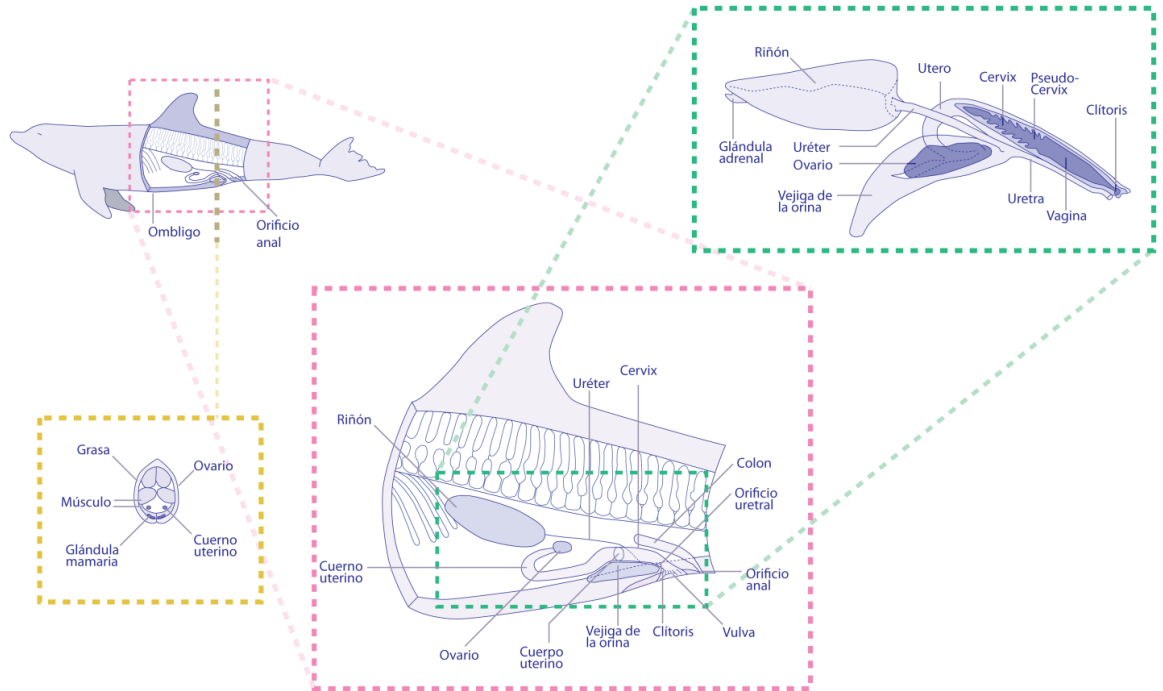 Ombligo
Orificio
anal
Riñón
Utero
Cervix
Pseudo-
Cervix
Clítoris
Glándula
adrenal
Uréter
Ovario
Vejiga de
la orina
Uretra
Vagina
Grasa
Ovario
Músculo
Glándula
mamaria
Cuerno
uterino
Riñón
Uréter
Cervix
Colon
Orificio
uretral
Cuerno
uterino
Orificio
anal
Ovario
Cuerpo
uterino
Vejiga de
la orina
Clítoris
Vulva